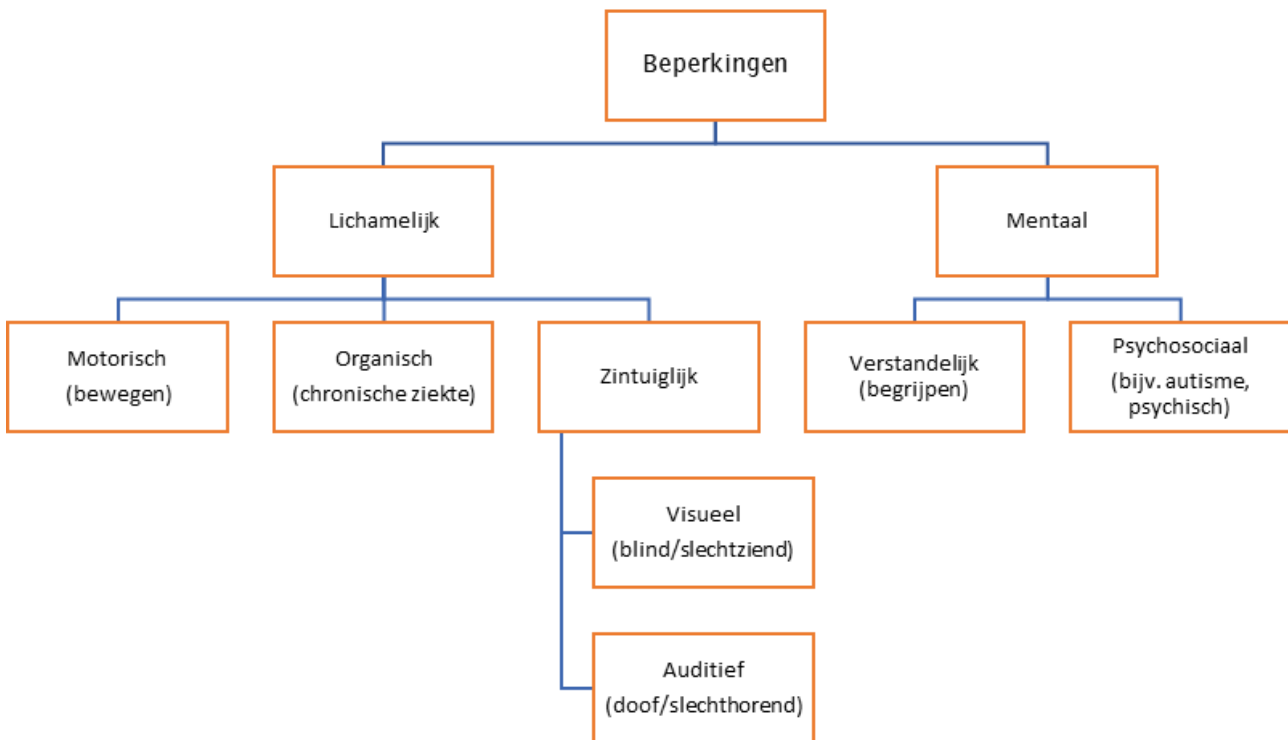 Beperkingen
Lichamelijk
Mentaal
Motorisch
(bewegen)
Organisch
(chronische ziekte)
Zintuiglijk
Verstandelijk
(begrijpen)
Psychosociaal
(bijv. autisme,
psychisch)
Visueel
(blind/slechtziend)
Auditief
(doof/slechthorend)